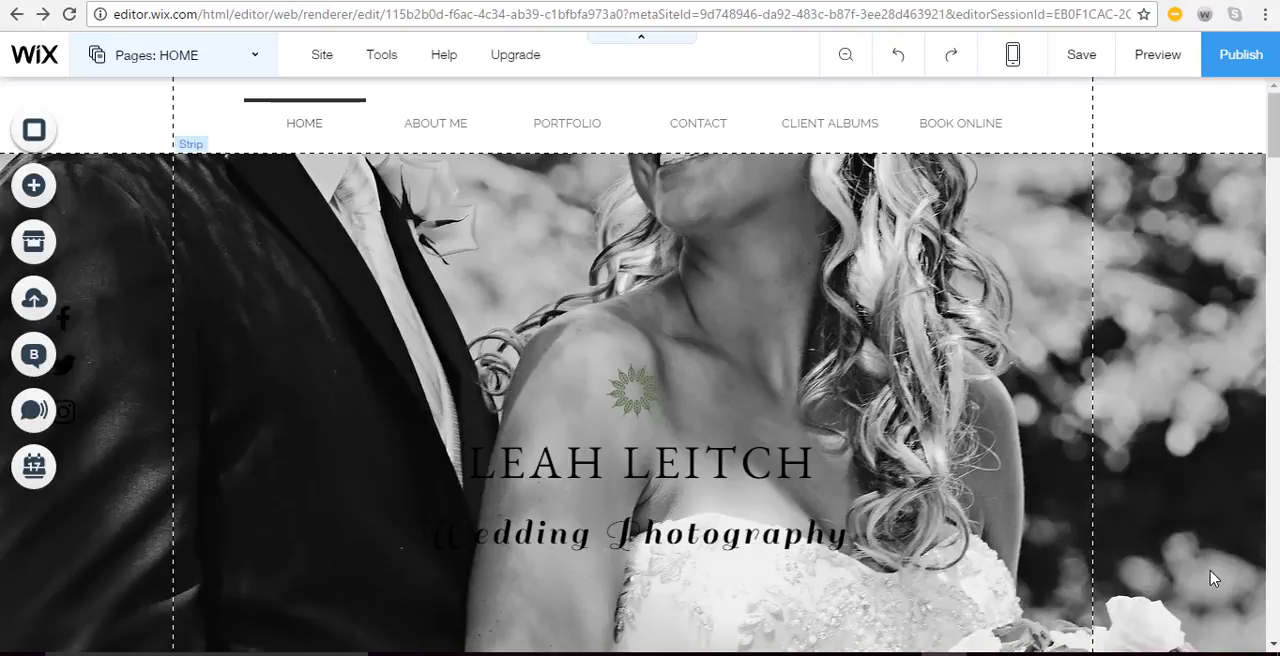 editor.wix.com/html/editor/web/renderer/edit/115b2b0d-f6ac-4c34-ab39-c1bfbfa973a0?metaSiteId=9d748946-da92-483c-b87f-3ee28d463921&editorSessionId=EB0F1CAC-2C
WiX Pages: HOME Site Tools Help Upgrade Save Preview Publish
HOME ABOUT ME PORTFOLIO CONTACT CLIENT ALBUMS BOOK ONLINE
Strip
B
17
LEAH LEITCH
Wedding Photography